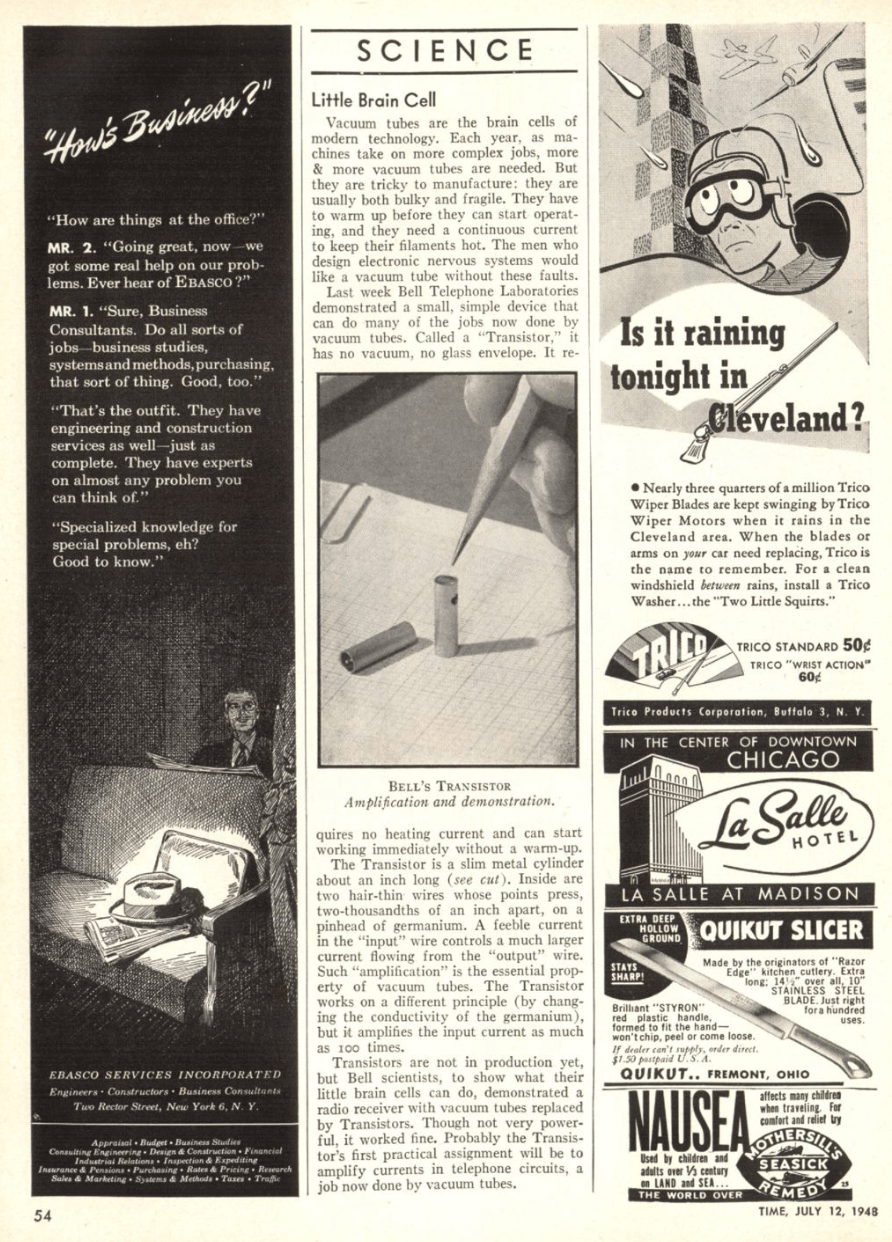 "How's Business?"
"How are things at the office?"
MR. 2. "Going great, now—we
got some real help on our prob-
lems. Ever hear of EBASCO?"
MR. 1. "Sure, Business
Consultants. Do all sorts of
jobs—business studies,
systems and methods, purchasing,
that sort of thing. Good, too."
"That's the outfit. They have
engineering and construction
services as well—just as
complete. They have experts
on almost any problem you
can think of."
"Specialized knowledge for
special problems, eh?
Good to know."
EBASCO SERVICES INCORPORATED
Engineers · Constructors · Business Consultants
Two Rector Street, New York 6, N. Y.
Appraisal • Budget • Business Studies
Consulting Engineering • Design & Construction • Financial
Industrial Relations • Inspection & Expediting
Insurance & Pensions • Purchasing • Rates & Pricing • Research
Sales & Marketing • Systems & Methods • Taxes • Traffic
SCIENCE
Little Brain Cell
Vacuum tubes are the brain cells of
modern technology. Each year, as ma-
chines take on more complex jobs, more
& more vacuum tubes are needed. But
they are tricky to manufacture: they are
usually both bulky and fragile. They have
to warm up before they can start operat-
ing, and they need a continuous current
to keep their filaments hot. The men who
design electronic nervous systems would
like a vacuum tube without these faults.
Last week Bell Telephone Laboratories
demonstrated a small, simple device that
can do many of the jobs now done by
vacuum tubes. Called a "Transistor," it
has no vacuum, no glass envelope. It re-
BELL'S TRANSISTOR
Amplification and demonstration.
quires no heating current and can start
working immediately without a warm-up.
The Transistor is a slim metal cylinder
about an inch long (see cut). Inside are
two hair-thin wires whose points press,
two-thousandths of an inch apart, on a
pinhead of germanium. A feeble current
in the "input" wire controls a much larger
current flowing from the "output" wire.
Such "amplification" is the essential prop-
erty of vacuum tubes. The Transistor
works on a different principle (by chang-
ing the conductivity of the germanium),
but it amplifies the input current as much
as 100 times.
Transistors are not in production yet,
but Bell scientists, to show what their
little brain cells can do, demonstrated a
radio receiver with vacuum tubes replaced
by Transistors. Though not very power-
ful, it worked fine. Probably the Transis-
tor's first practical assignment will be to
amplify currents in telephone circuits, a
job now done by vacuum tubes.
Is it raining
tonight in
Cleveland?
• Nearly three quarters of a million Trico
Wiper Blades are kept swinging by Trico
Wiper Motors when it rains in the
Cleveland area. When the blades or
arms on your car need replacing, Trico is
the name to remember. For a clean
windshield between rains, install a Trico
Washer...the "Two Little Squirts."
TRICO
TRICO STANDARD 50¢
TRICO "WRIST ACTION"
60¢
Trico Products Corporation, Buffalo 3, N. Y.
IN THE CENTER OF DOWNTOWN
CHICAGO
La Salle
HOTEL
LA SALLE AT MADISON
EXTRA DEEP
HOLLOW
GROUND
QUIKUT SLICER
STAYS
SHARP!
Made by the originators of "Razor
Edge" kitchen cutlery. Extra
long; 14½" over all, 10"
STAINLESS STEEL
BLADE. Just right
for a hundred
uses.
Brilliant "STYRON"
red plastic handle,
formed to fit the hand—
won't chip, peel or come loose.
If dealer can't supply, order direct.
$1.50 postpaid U. S. A.
QUIKUT.. FREMONT, OHIO
NAUSEA
affects many children
when traveling. For
comfort and relief try
Used by children and
adults over ⅓ century
on LAND and SEA...
THE WORLD OVER
MOTHERSILL'S
SEASICK
REMEDY
25
54
TIME, JULY 12, 1948